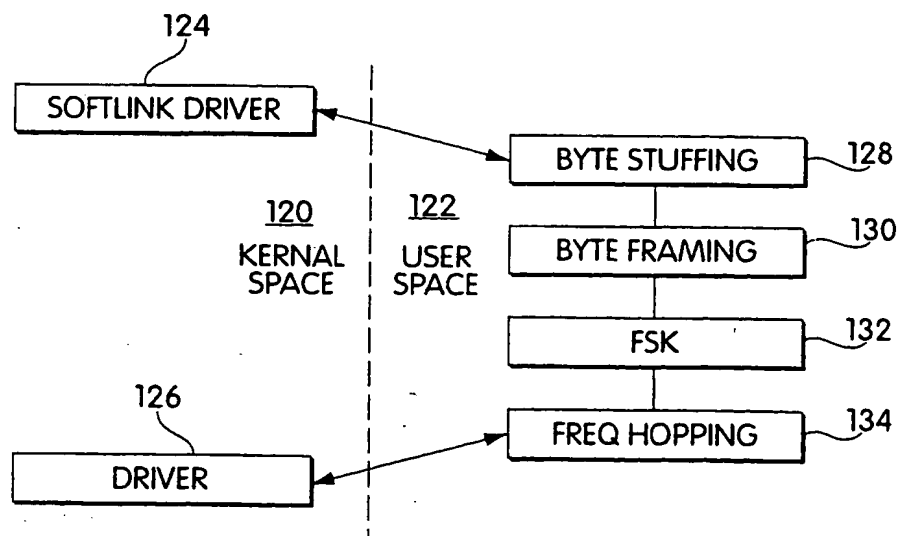 124
SOFTLINK DRIVER
BYTE STUFFING
128
120
KERNAL
SPACE
122
USER
SPACE
BYTE FRAMING
130
FSK
132
126
DRIVER
FREQ HOPPING
134